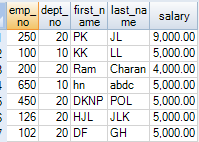 emp_no dept_no first_name last_name salary
250 20 PK JL 9,000.00
100 10 KK LL 5,000.00
200 20 Ram Charan 4,000.00
650 10 hn abdc 5,000.00
450 20 DKNP POL 5,000.00
126 20 HJL JLK 5,000.00
102 20 DF GH 5,000.00